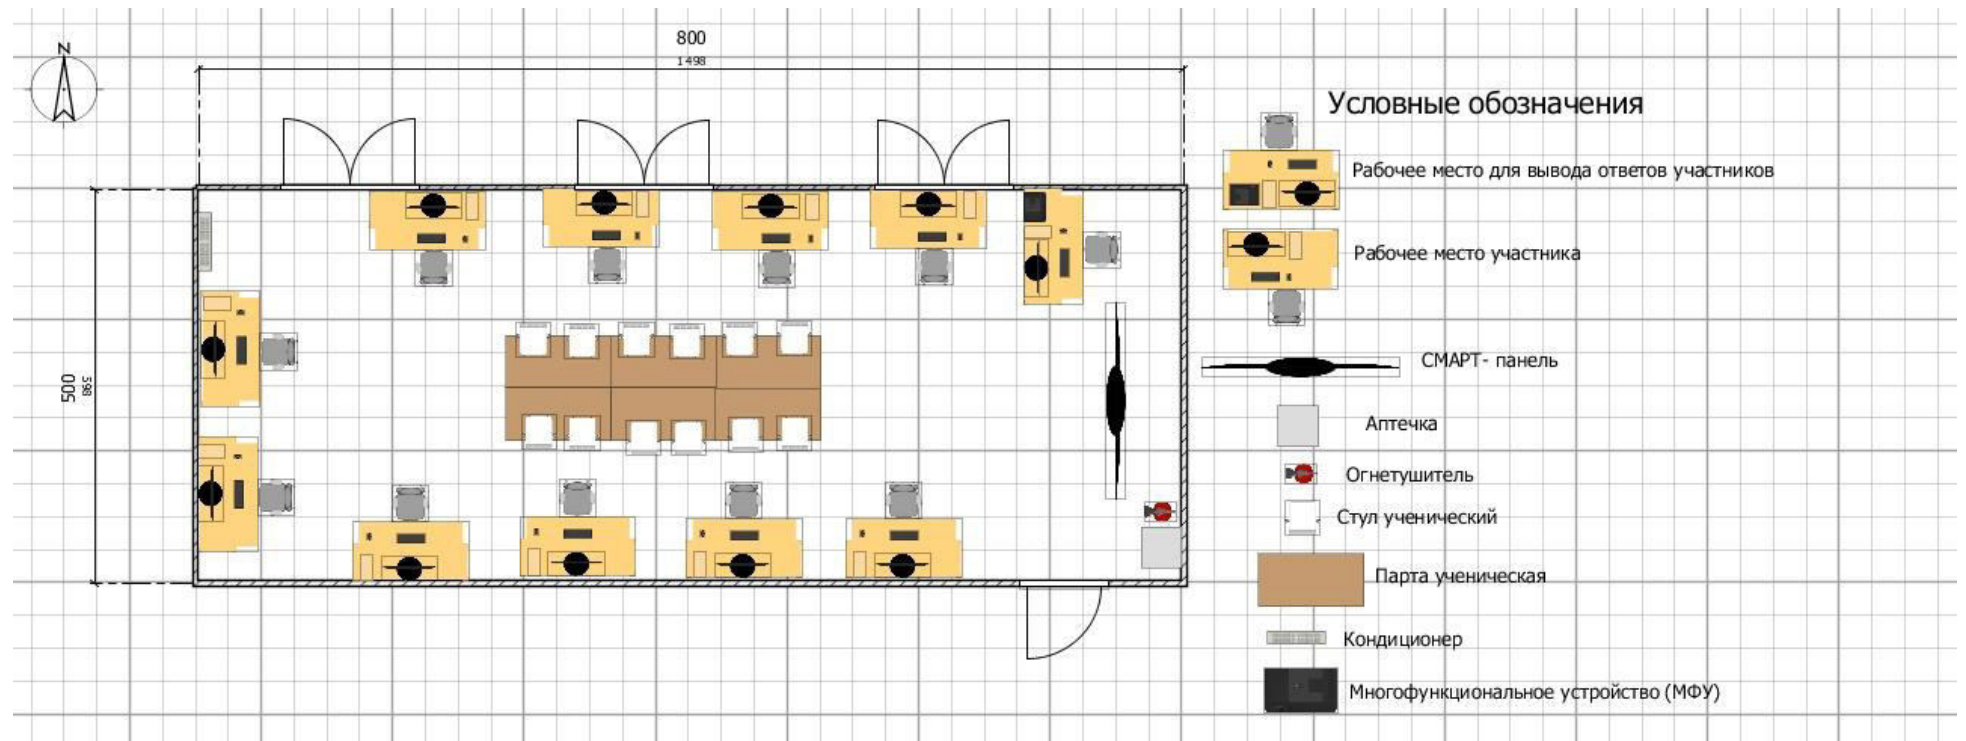 N
800
1498
500
598
Условные обозначения
Рабочее место для вывода ответов участников
Рабочее место участника
СМАРТ- панель
Аптечка
Огнетушитель
Стул ученический
Парта ученическая
Кондиционер
Многофункциональное устройство (МФУ)